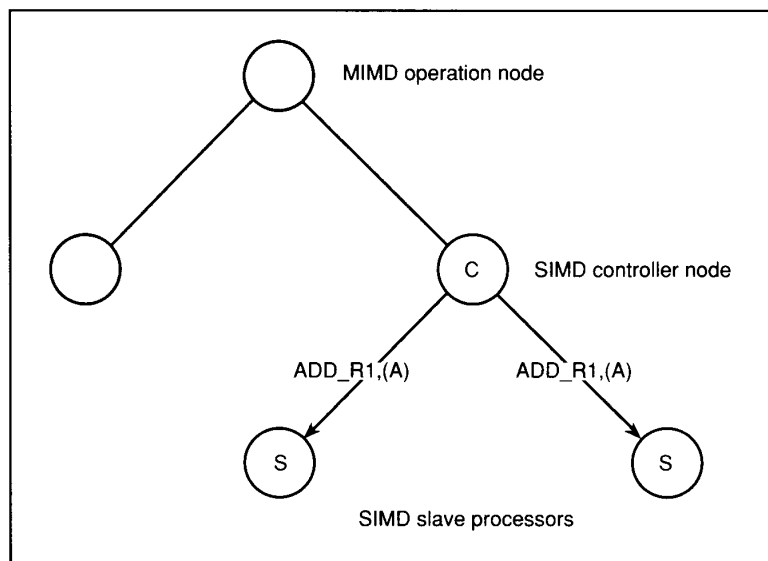 MIMD operation node
C
SIMD controller node
ADD_R1,(A)
ADD_R1,(A)
S
S
SIMD slave processors